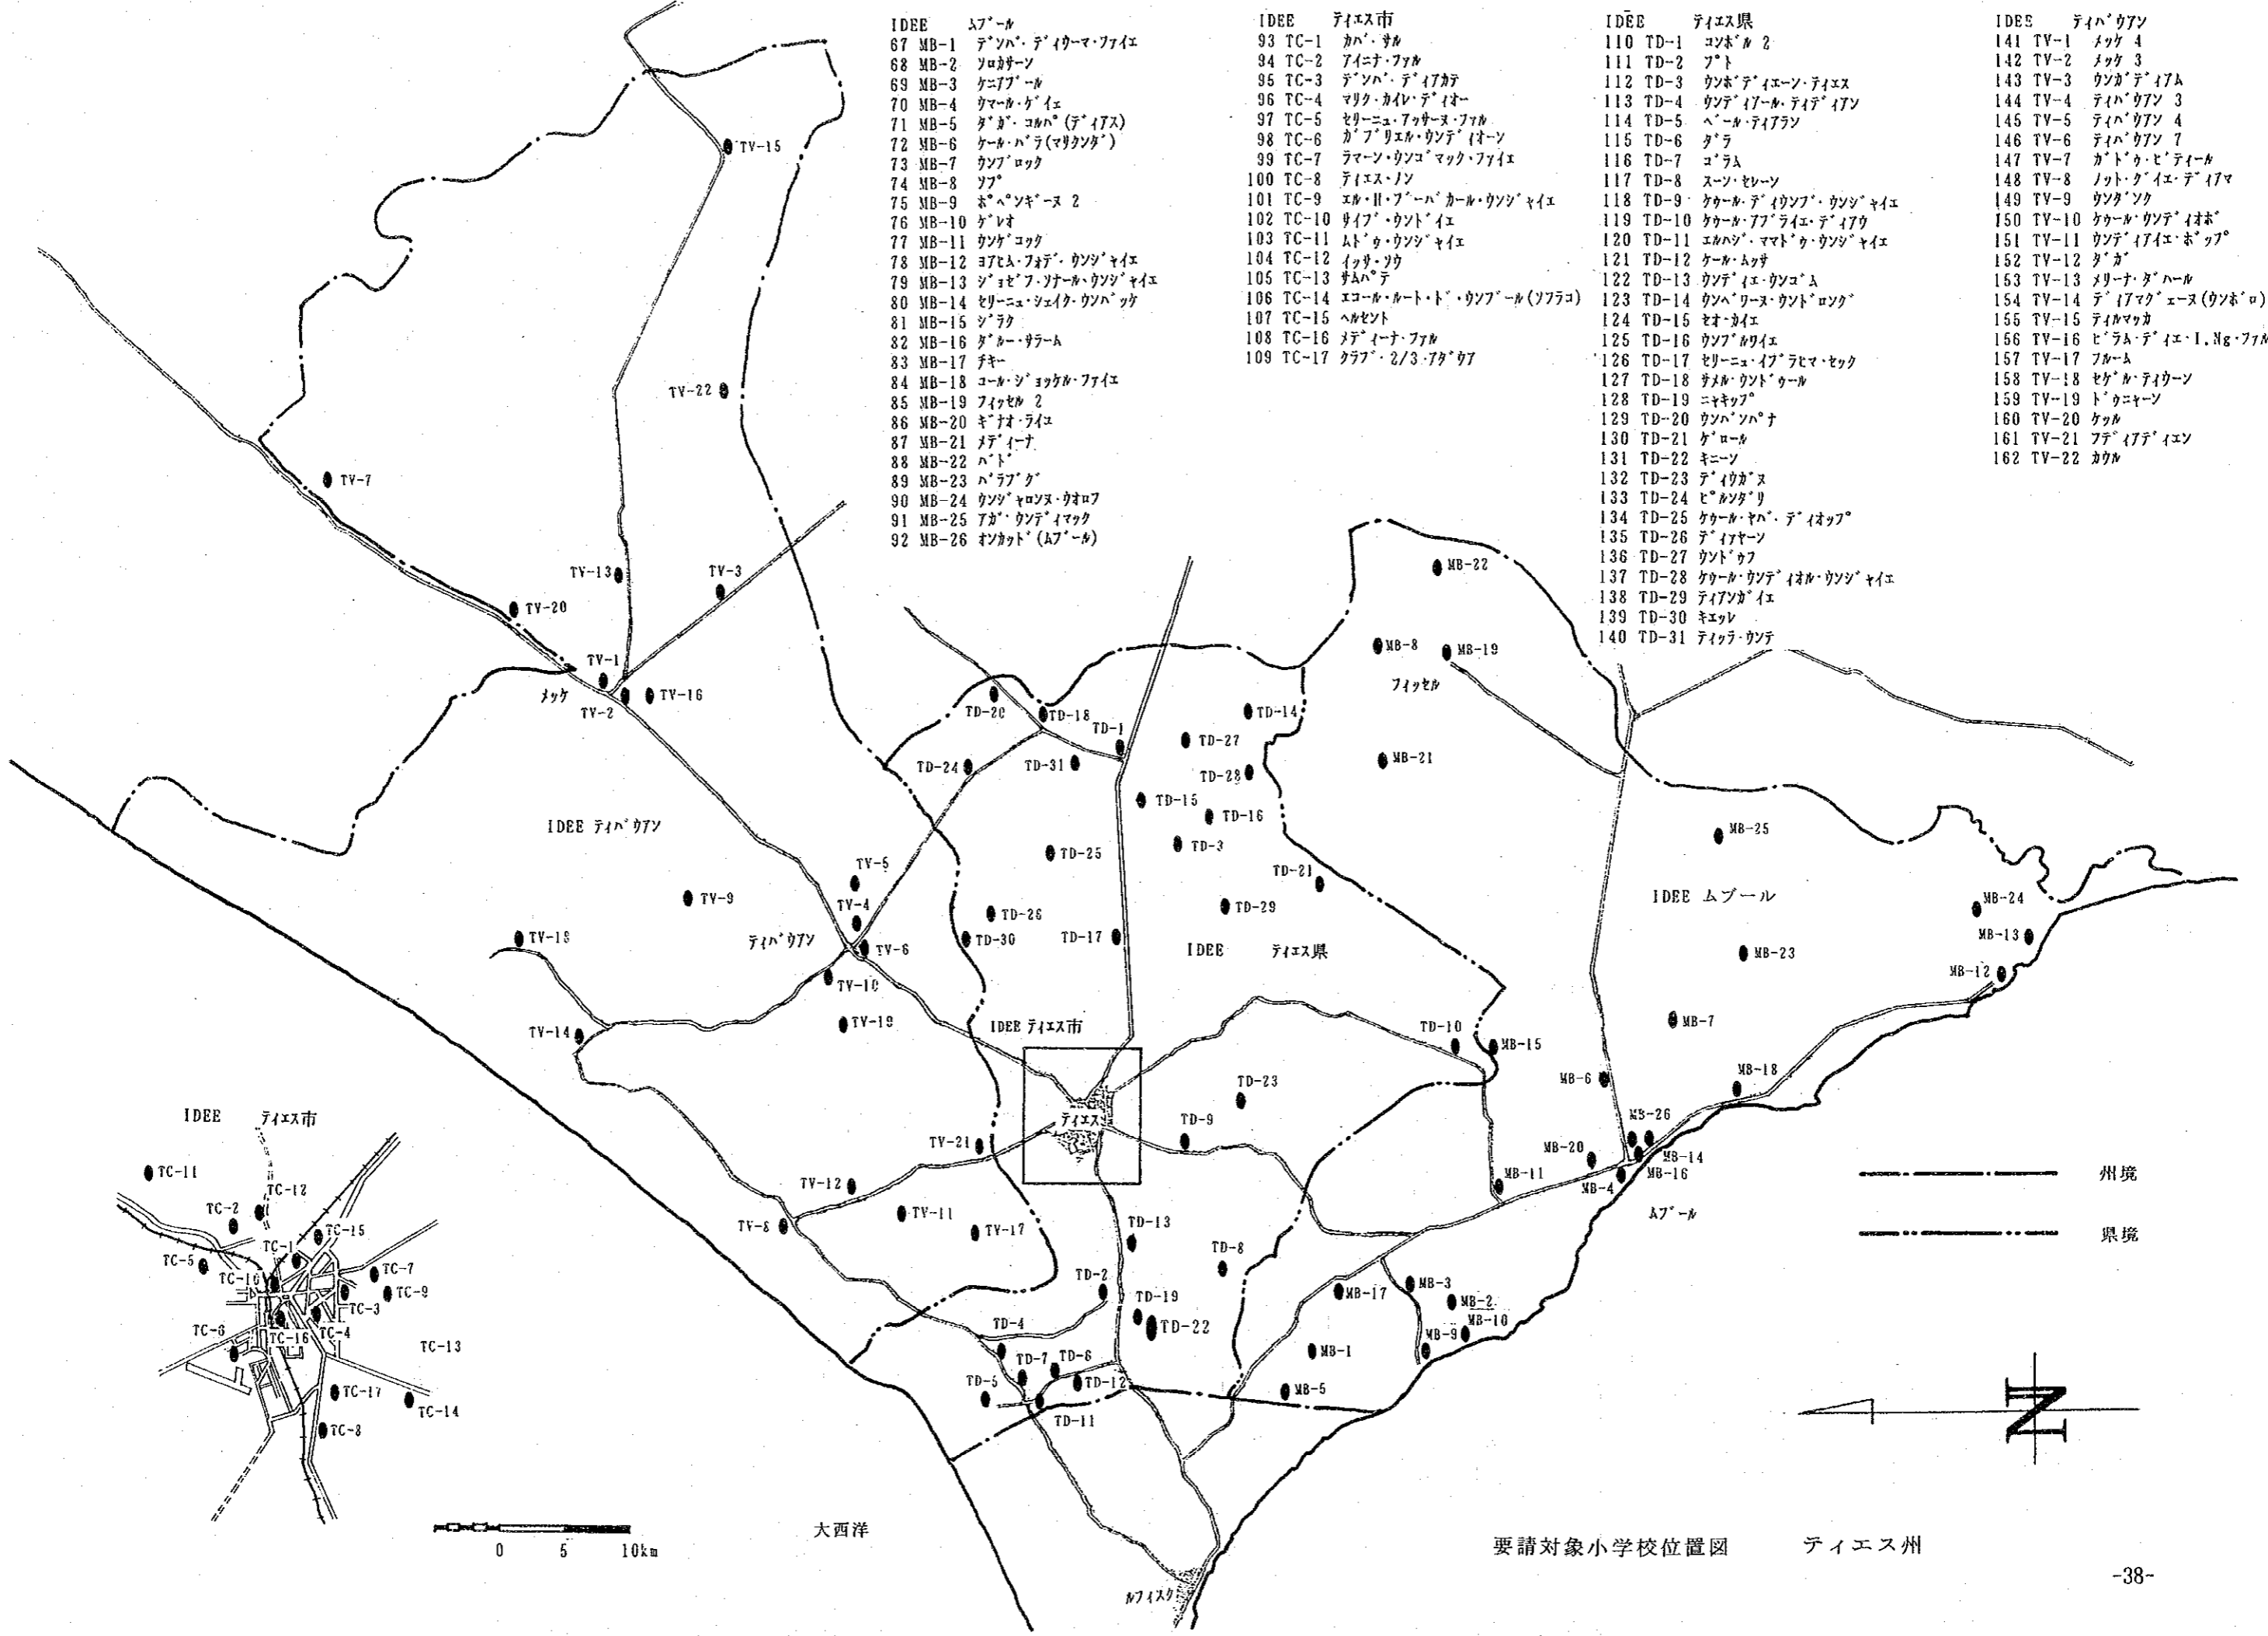 IDEE ムブール
67 MB-1 デンバ・ディウーマ・ファイエ
68 MB-2 ソロカサーン
69 MB-3 ケニアブール
70 MB-4 ウマール・ゲイェ
71 MB-5 ダガ・コルパ(ディアス)
72 MB-6 ケール・バラ(マリクンダ)
73 MB-7 ウンブロック
74 MB-8 ソプ
75 MB-9 ポペンギーヌ 2
76 MB-10 ゲレオ
77 MB-11 ウンゲコック
78 MB-12 ヨアヒム・フォデ・ウンジャイエ
79 MB-13 ジョゼフ・ソナール・ウンジャイエ
80 MB-14 セリーニュ・シェイク・ウンバッケ
81 MB-15 シラク
82 MB-16 ダルー・サラーム
83 MB-17 チキー
84 MB-18 コール・ジョッケル・ファイエ
85 MB-19 フィッセル 2
86 MB-20 ギナオ・ライユ
87 MB-21 メディーナ
88 MB-22 バド
89 MB-23 バラブグ
90 MB-24 ウンジャロンヌ・ウオロフ
91 MB-25 アガ・ウンディマック
92 MB-26 オンカッド(ムブール)
IDEE ティエス市
93 TC-1 カバ・サル
94 TC-2 アイニナ・ファル
95 TC-3 デンバ・ディアカテ
96 TC-4 マリク・カイレ・ディオー
97 TC-5 セリーニュ・アッサーヌ・ファル
98 TC-6 ガブリエル・ウンディオーン
99 TC-7 ラマーン・ウンゴマック・ファイエ
100 TC-8 ティエス・ノン
101 TC-9 エル・H・ブーバカール・ウンジャイエ
102 TC-10 サイブ・ウンドイエ
103 TC-11 ムドゥ・ウンジャイエ
104 TC-12 イッサ・ソウ
105 TC-13 サムパテ
106 TC-14 エコール・ルート・ド・ウンブール(ソフラコ)
107 TC-15 ヘルセント
108 TC-16 メディーナ・ファル
109 TC-17 クラブ・2/3・アダウア
IDEE ティエス県
110 TD-1 コンボル 2
111 TD-2 プト
112 TD-3 ウンボディエーン・ティエス
113 TD-4 ウンディアール・ティディアン
114 TD-5 ベール・ティアラン
115 TD-6 ダラ
116 TD-7 ゴラム
117 TD-8 スーン・セレーン
118 TD-9 ケゥール・ディウンブ・ウンジャイエ
119 TD-10 ケゥール・アブライエ・ディアウ
120 TD-11 エルハジ・ママドゥ・ウンジャイエ
121 TD-12 ケール・ムッサ
122 TD-13 ウンディエ・ウンゴム
123 TD-14 ウンベワーヌ・ウンドロング
124 TD-15 セオ・カイエ
125 TD-16 ウンブルワイエ
126 TD-17 セリーニュ・イブラヒマ・セック
127 TD-18 サメル・ウンドゥール
128 TD-19 ニャキップ
129 TD-20 ウンバンバナ
130 TD-21 ゲロール
131 TD-22 キニーン
132 TD-23 ディウガヌ
133 TD-24 ピルンダリ
134 TD-25 ケゥール・ヤバ・ディオップ
135 TD-26 ディァヤーン
136 TD-27 ウンドゥフ
137 TD-28 ケゥール・ウンディオル・ウンジャイエ
138 TD-29 ティアンガイエ
139 TD-30 キエッレ
140 TD-31 ティッラ・ウンテ
IDEE ティバウアン
141 TV-1 メッケ 4
142 TV-2 メッケ 3
143 TV-3 ウンガディアム
144 TV-4 ティバウアン 3
145 TV-5 ティバウアン 4
146 TV-6 ティバウアン 7
147 TV-7 ガドゥ・ビティール
148 TV-8 ノット・グイエ・ディアマ
149 TV-9 ウンダンク
150 TV-10 ケゥール・ウンディオボ
151 TV-11 ウンディアイエ・ボップ
152 TV-12 ダガ
153 TV-13 メリーナ・ダハール
154 TV-14 ディアマグェーヌ(ウンボロ)
155 TV-15 ティルマッカ
156 TV-16 ピラム・ディエ・I.Ng・ファル
157 TV-17 フルーム
158 TV-18 セゲル・ティウーン
159 TV-19 ドゥニャーン
160 TV-20 ケッル
161 TV-21 フディアディエン
162 TV-22 カウル
TV-15
TV-22
TV-7
TV-13
TV-3
TV-20
TV-1
メッケ
TV-2
TV-16
MB-22
MB-8
MB-19
フィッセル
MB-21
TD-20
TD-18
TD-1
TD-14
TD-27
TD-24
TD-31
TD-28
TD-15
TD-16
TD-3
TD-25
TD-21
TD-29
TD-26
TD-30
TD-17
IDEE ティエス県
IDEE ティバウアン
TV-5
TV-9
TV-4
TV-18
ティバウアン
TV-6
TV-10
TV-19
TV-14
MB-25
IDEE ムブール
MB-24
MB-13
MB-23
MB-12
MB-7
IDEE ティエス市
TD-10
MB-15
MB-6
MB-18
TD-23
ティエス
TD-9
MB-26
MB-20
MB-14
MB-16
MB-4
MB-11
ムブール
TV-21
TV-12
TV-8
TV-11
TV-17
TD-13
TD-8
TD-2
TD-19
TD-22
TD-4
TD-7
TD-6
TD-5
TD-12
TD-11
MB-17
MB-3
MB-2
MB-10
MB-9
MB-1
MB-5
州境
県境
IDEE ティエス市
TC-11
TC-12
TC-2
TC-15
TC-1
TC-5
TC-10
TC-7
TC-9
TC-3
TC-6
TC-16
TC-4
TC-13
TC-17
TC-14
TC-8
0 5 10km
大西洋
ルフィスク
N
要請対象小学校位置図 ティエス州
-38-